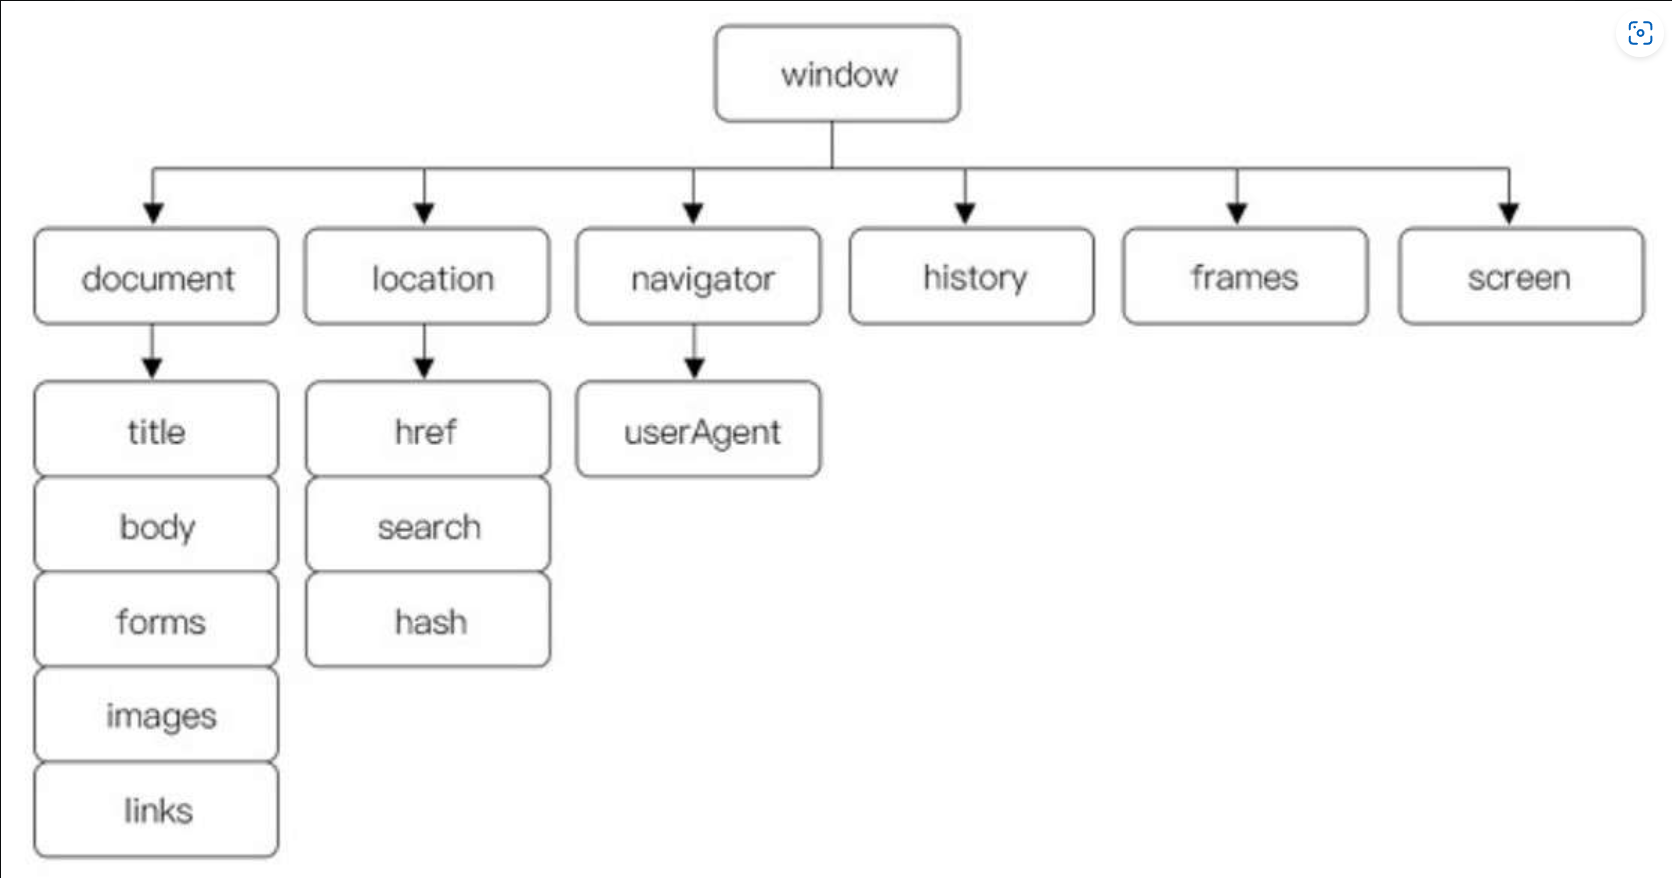 window
document
location
navigator
history
frames
screen
title
href
userAgent
body
search
forms
hash
images
links